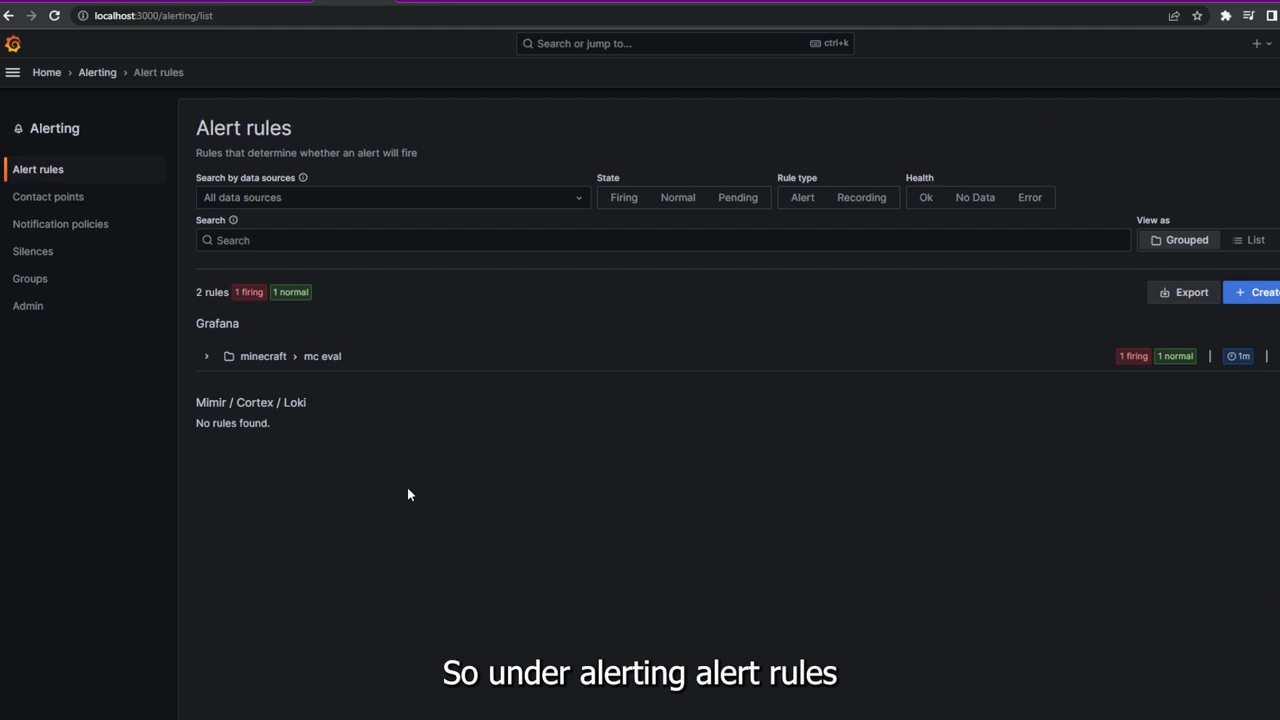 localhost:3000/alerting/list
Search or jump to... ctrl+k
Home › Alerting › Alert rules
Alerting
Alert rules
Contact points
Notification policies
Silences
Groups
Admin
Alert rules
Rules that determine whether an alert will fire
Search by data sources State Rule type Health
All data sources Firing Normal Pending Alert Recording Ok No Data Error
Search View as
Search Grouped List
2 rules 1 firing 1 normal Export + Creat
Grafana
minecraft › mc eval 1 firing 1 normal | 1m |
Mimir / Cortex / Loki
No rules found.
So under alerting alert rules